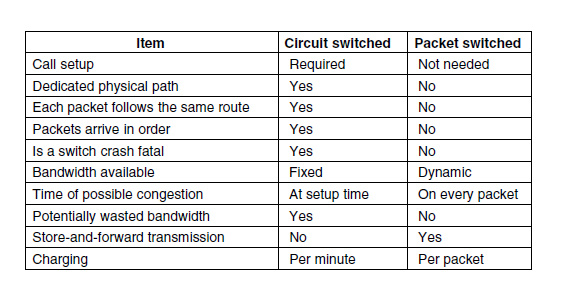 Item Circuit switched Packet switched
Call setup Required Not needed
Dedicated physical path Yes No
Each packet follows the same route Yes No
Packets arrive in order Yes No
Is a switch crash fatal Yes No
Bandwidth available Fixed Dynamic
Time of possible congestion At setup time On every packet
Potentially wasted bandwidth Yes No
Store-and-forward transmission No Yes
Charging Per minute Per packet